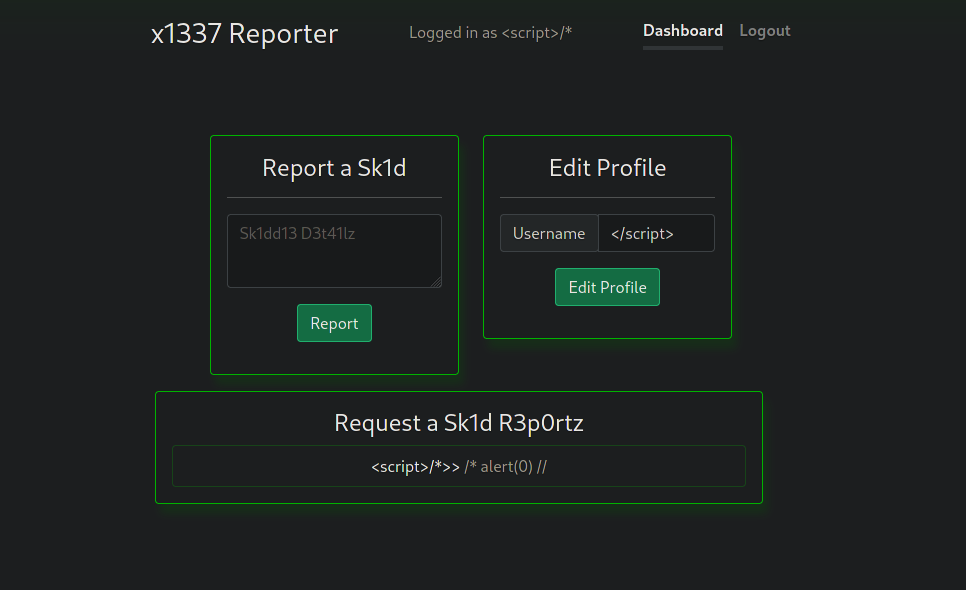 x1337 Reporter
Logged in as <script>/*
Dashboard
Logout
Report a Sk1d
Sk1dd13 D3t41lz
Report
Edit Profile
Username </script>
Edit Profile
Request a Sk1d R3p0rtz
<script>/*>> /* alert(0) //